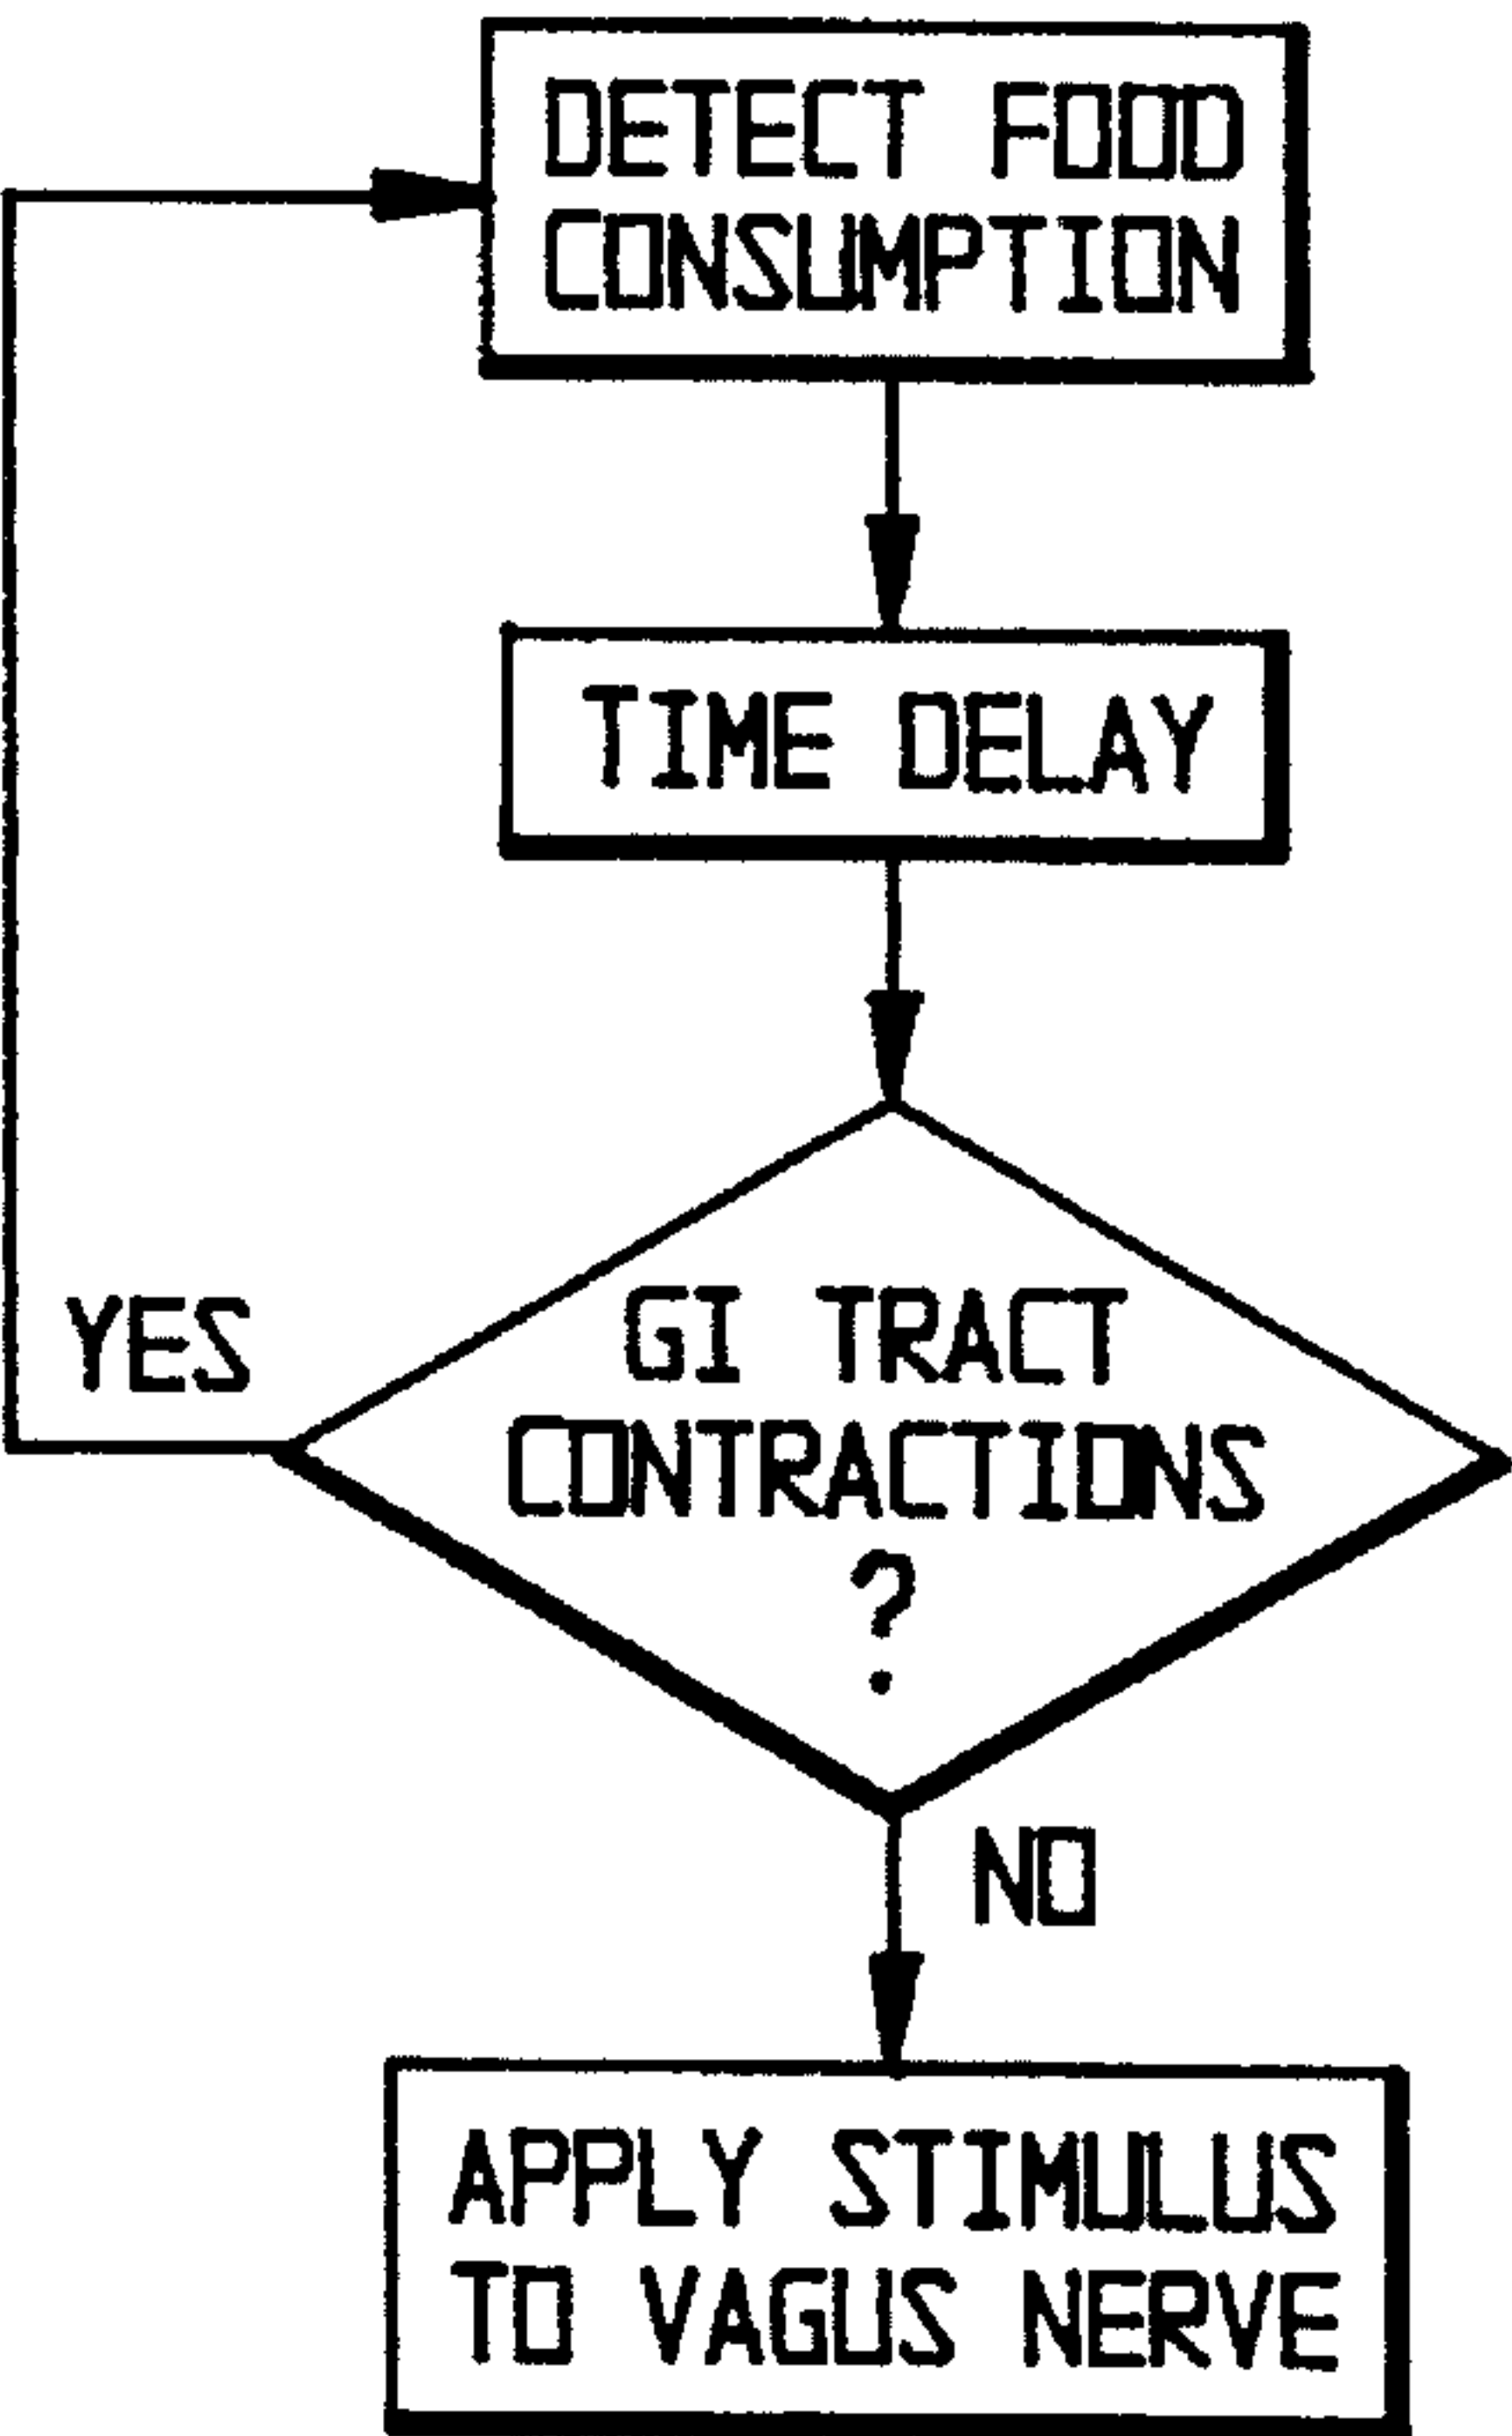 DETECT FOOD
CONSUMPTION
TIME DELAY
GI TRACT
CONTRACTIONS
?
YES
NO
APPLY STIMULUS
TO VAGUS NERVE